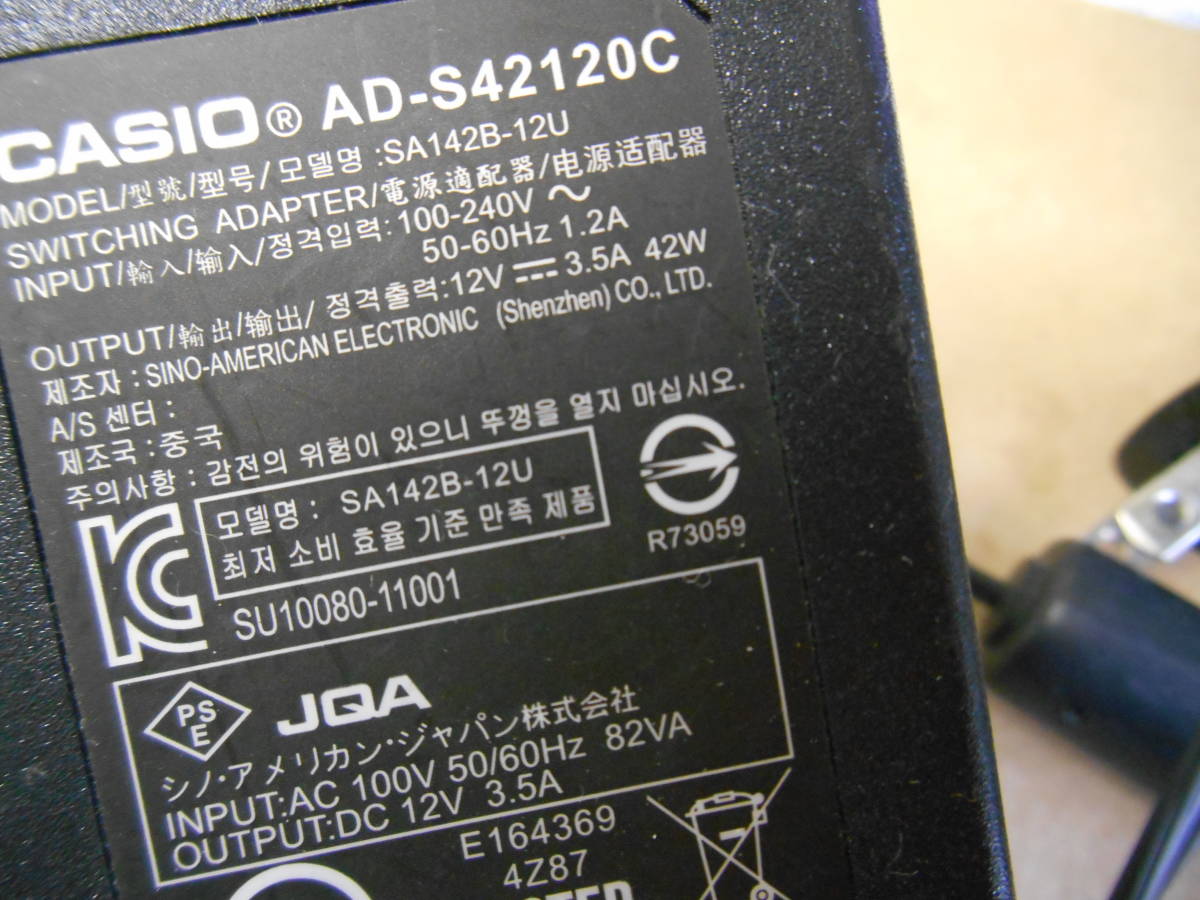 CASIO® AD-S42120C
MODEL/型號/型号/모델명 :SA142B-12U
SWITCHING ADAPTER/電源適配器/电源适配器
INPUT/輸入/输入/정격입력: 100-240V ~
50-60Hz 1.2A
OUTPUT/輸出/输出/ 정격출력:12V ⎓ 3.5A 42W
제조자 : SINO-AMERICAN ELECTRONIC (Shenzhen) CO., LTD.
A/S 센터 :
제조국 : 중국
주의사항 : 감전의 위험이 있으니 뚜껑을 열지 마십시오.
모델명 : SA142B-12U
최저 소비 효율 기준 만족 제품
R73059
SU10080-11001
PSE JQA
シノ・アメリカン・ジャパン株式会社
INPUT:AC 100V 50/60Hz 82VA
OUTPUT:DC 12V 3.5A
E164369
4Z87